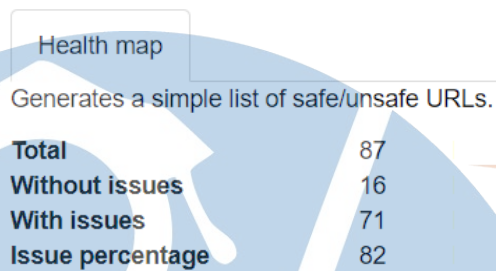 Health map
Generates a simple list of safe/unsafe URLs.
Total 87
Without issues 16
With issues 71
Issue percentage 82